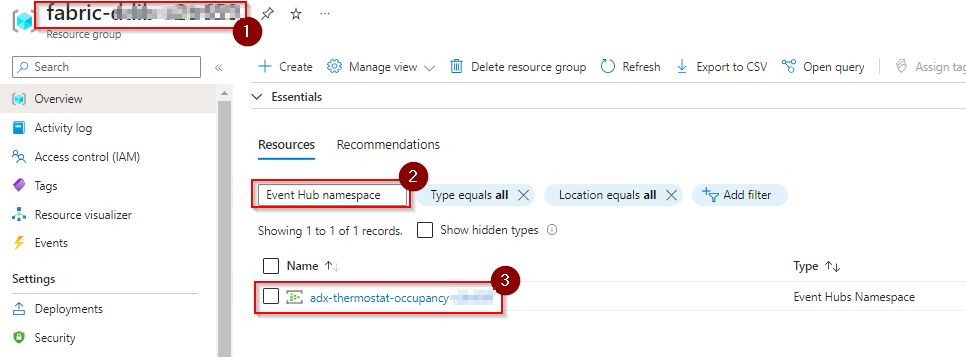 fabric-
1
Resource group
Search
«
Create
Manage view
Delete resource group
Refresh
Export to CSV
Open query
Assign tag
Overview
Essentials
Activity log
Access control (IAM)
Resources
Recommendations
Tags
2
Resource visualizer
Event Hub namespace
Type equals all
Location equals all
Add filter
Events
Showing 1 to 1 of 1 records.
Show hidden types
Name ↑↓
Type ↑↓
Settings
3
adx-thermostat-occupancy-
Event Hubs Namespace
Deployments
Security